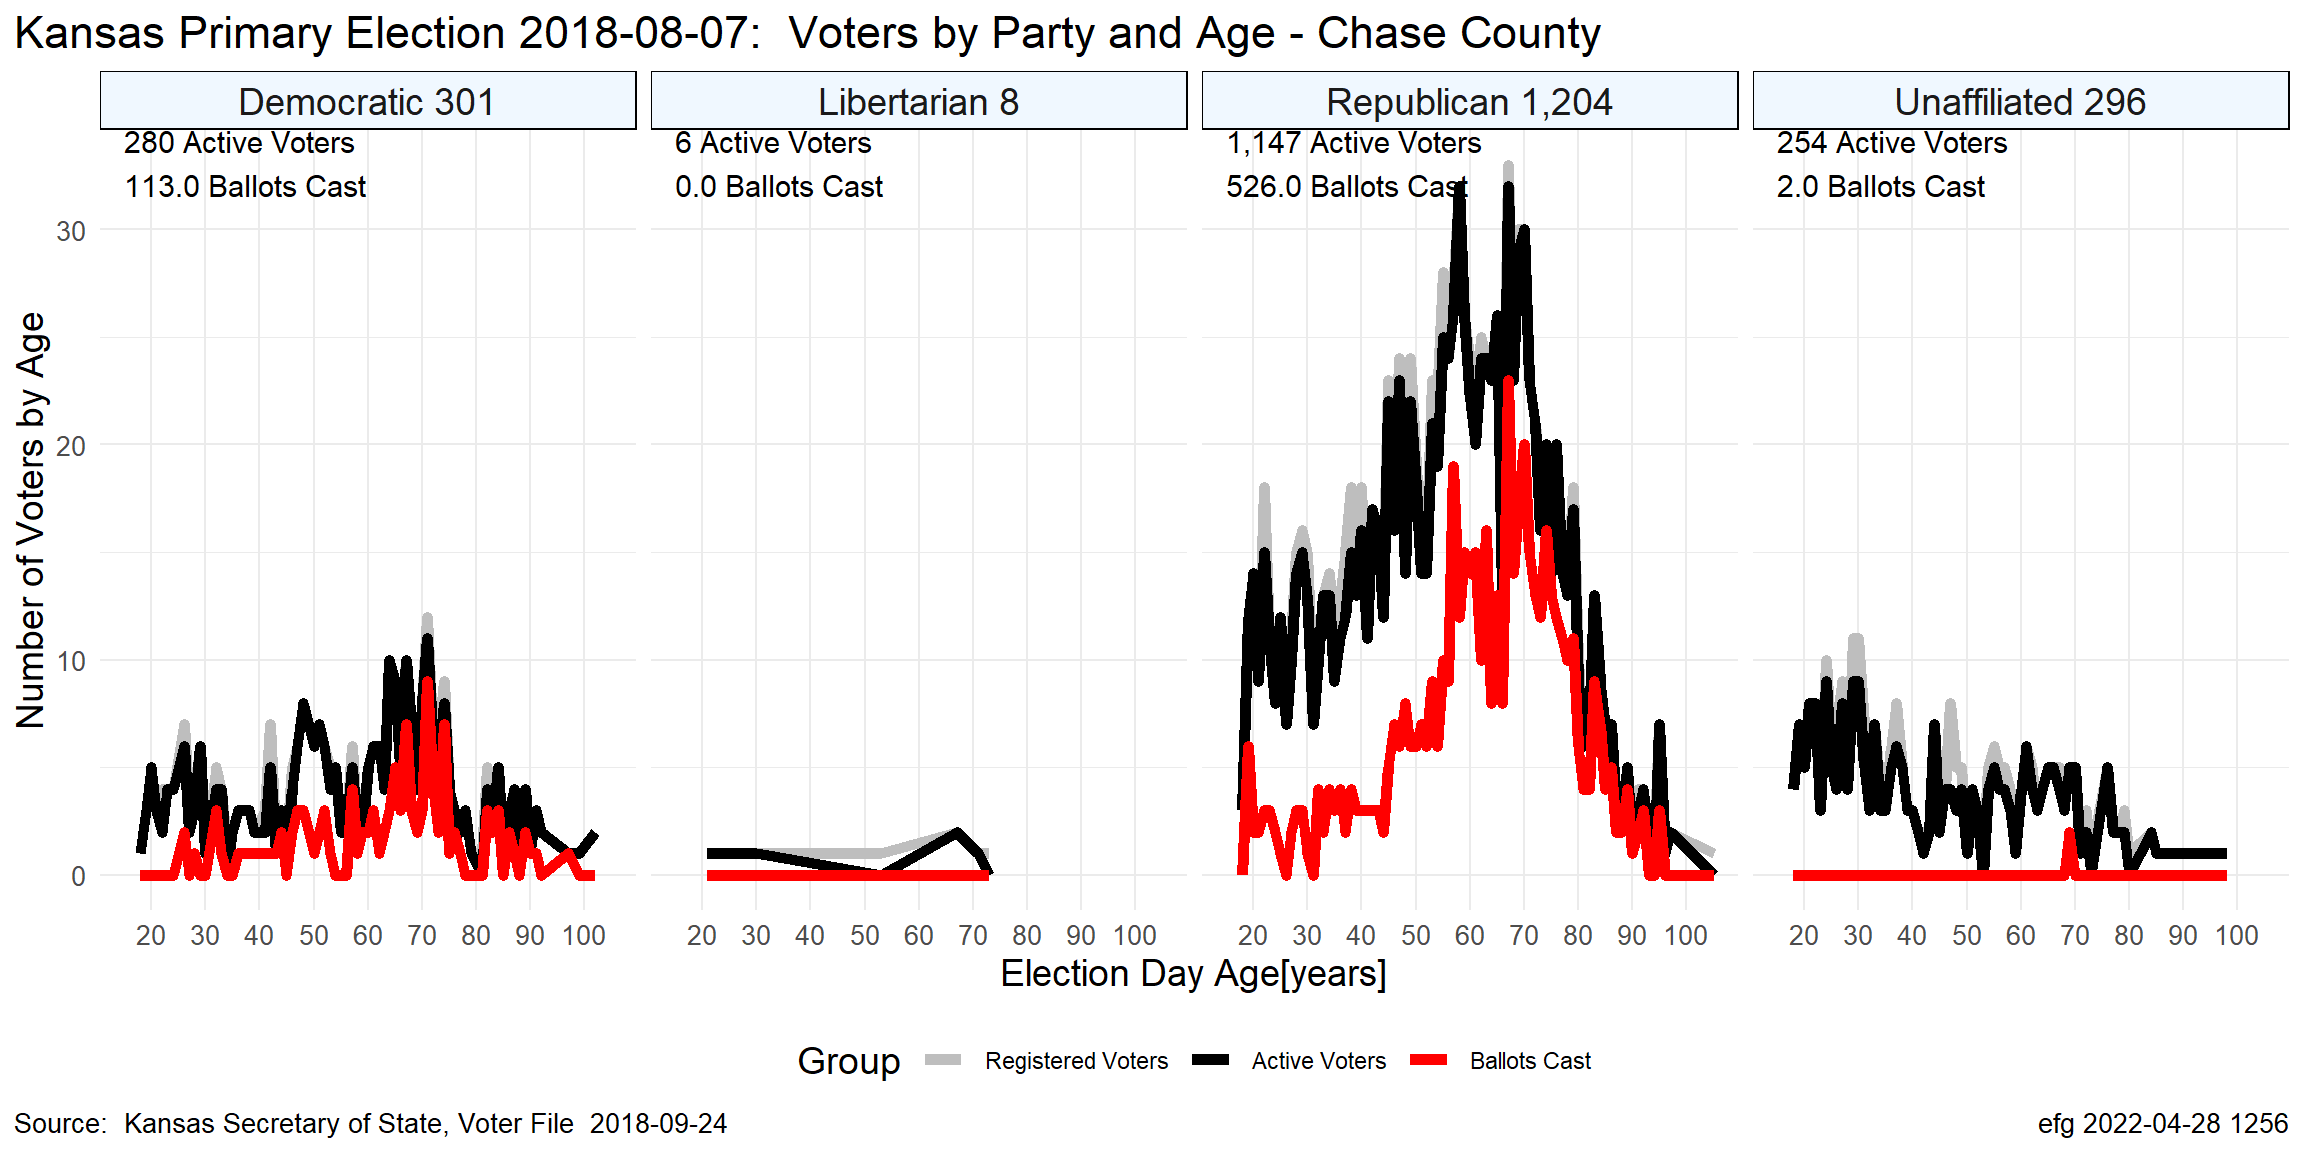 Kansas Primary Election 2018-08-07:  Voters by Party and Age - Chase County
Democratic 301
Libertarian 8
Republican 1,204
Unaffiliated 296
280 Active Voters
113.0 Ballots Cast
6 Active Voters
0.0 Ballots Cast
1,147 Active Voters
526.0 Ballots Cast
254 Active Voters
2.0 Ballots Cast
Number of Voters by Age
30
20
10
0
20 30 40 50 60 70 80 90 100
20 30 40 50 60 70 80 90 100
20 30 40 50 60 70 80 90 100
20 30 40 50 60 70 80 90 100
Election Day Age[years]
Group Registered Voters Active Voters Ballots Cast
Source:  Kansas Secretary of State, Voter File  2018-09-24
efg 2022-04-28 1256